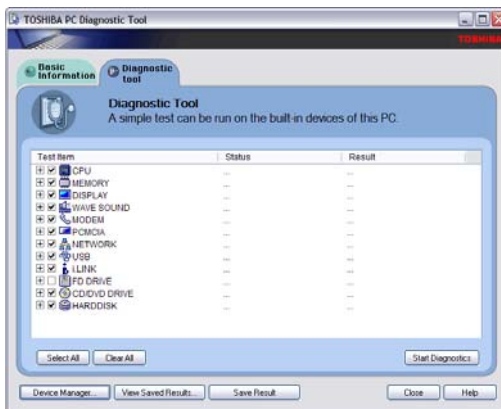 TOSHIBA PC Diagnostic Tool
TOSHIBA
Basic Information
Diagnostic tool
Diagnostic Tool
A simple test can be run on the built-in devices of this PC.
Test Item Status Result
CPU ... ...
MEMORY ... ...
DISPLAY ... ...
WAVE SOUND ... ...
MODEM ... ...
PCMCIA ... ...
NETWORK ... ...
USB ... ...
i.LINK ... ...
FD DRIVE ... ...
CD/DVD DRIVE ... ...
HARDDISK ... ...
Select All Clear All Start Diagnostics
Device Manager... View Saved Results... Save Result Close Help